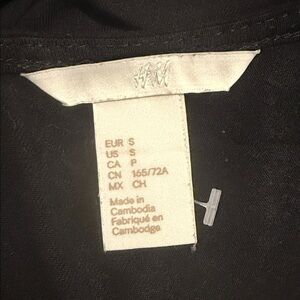 H&M
EUR S
US S
CA P
CN 165/72A
MX CH
Made in
Cambodia
Fabriqué en
Cambodge